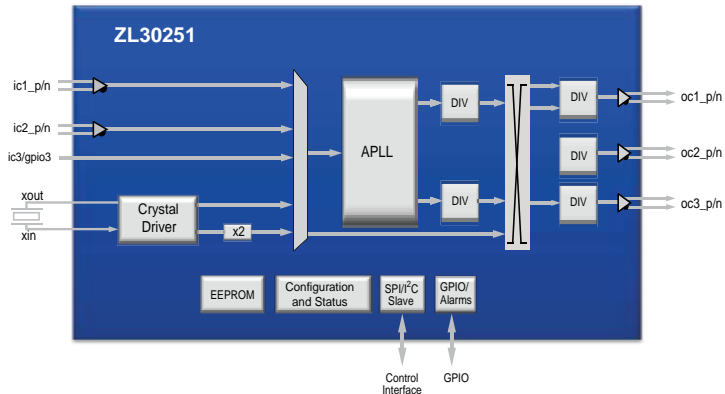 ZL30251
ic1_p/n
ic2_p/n
ic3/gpio3
xout
xin
Crystal
Driver
x2
APLL
DIV
DIV
DIV
DIV
DIV
oc1_p/n
oc2_p/n
oc3_p/n
EEPROM
Configuration
and Status
SPI/I²C
Slave
GPIO/
Alarms
Control
Interface
GPIO